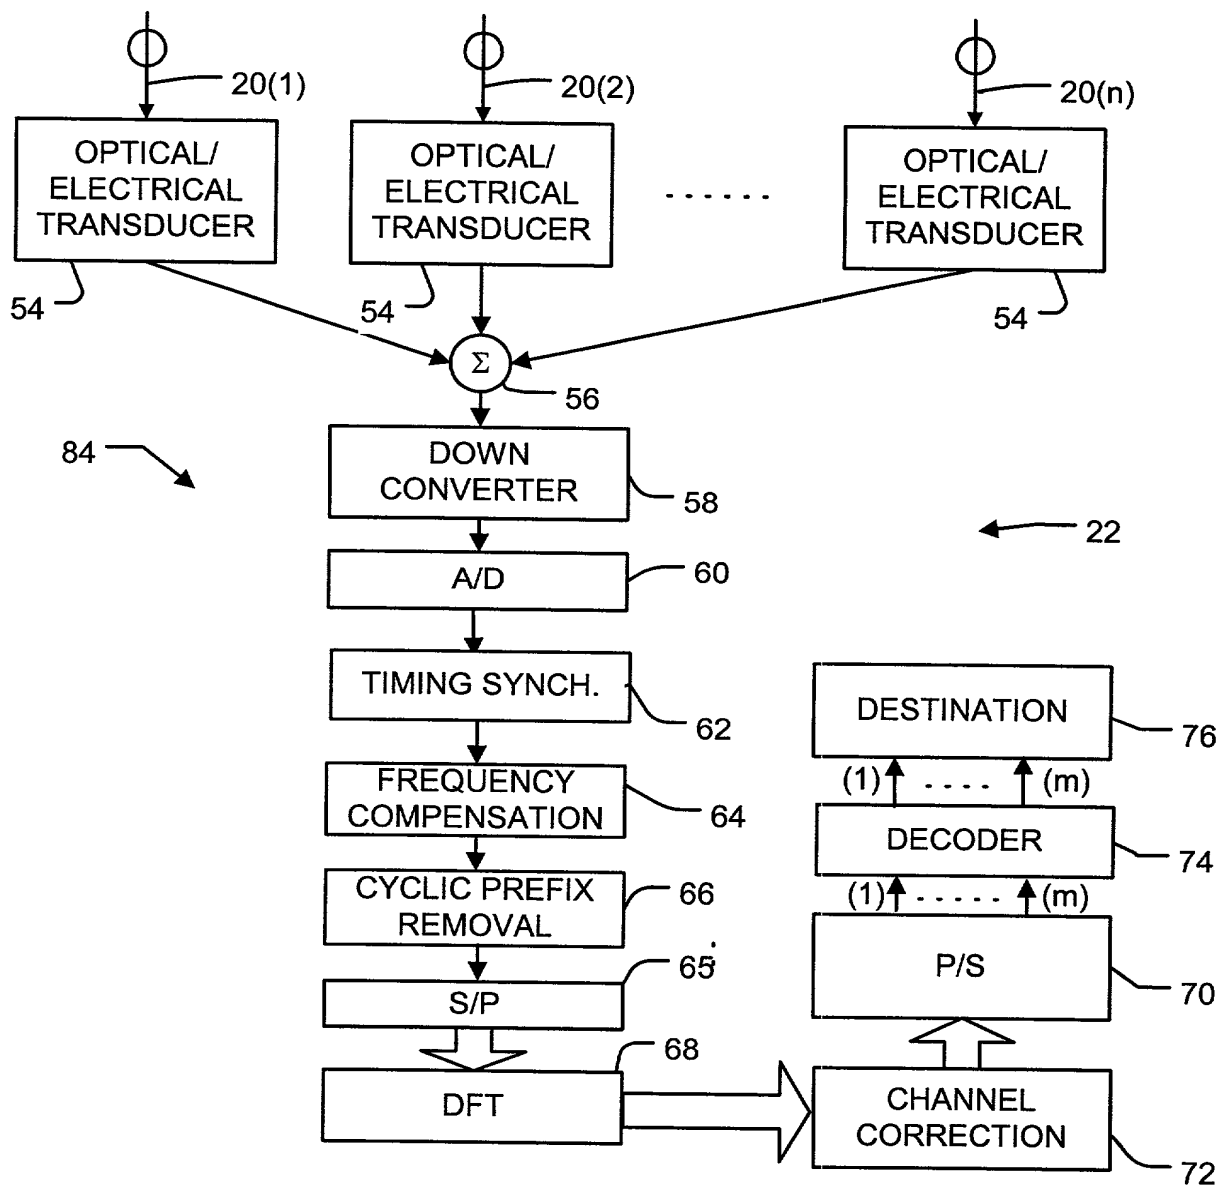 20(1)
20(2)
20(n)
OPTICAL/
ELECTRICAL
TRANSDUCER
OPTICAL/
ELECTRICAL
TRANSDUCER
. . . . . .
OPTICAL/
ELECTRICAL
TRANSDUCER
54
54
54
Σ
56
84
DOWN
CONVERTER
58
22
A/D
60
TIMING SYNCH.
62
FREQUENCY
COMPENSATION
64
CYCLIC PREFIX
REMOVAL
66
S/P
65
DFT
68
DESTINATION
76
(1)
. . . .
(m)
DECODER
74
(1)
. . . . .
(m)
P/S
70
CHANNEL
CORRECTION
72